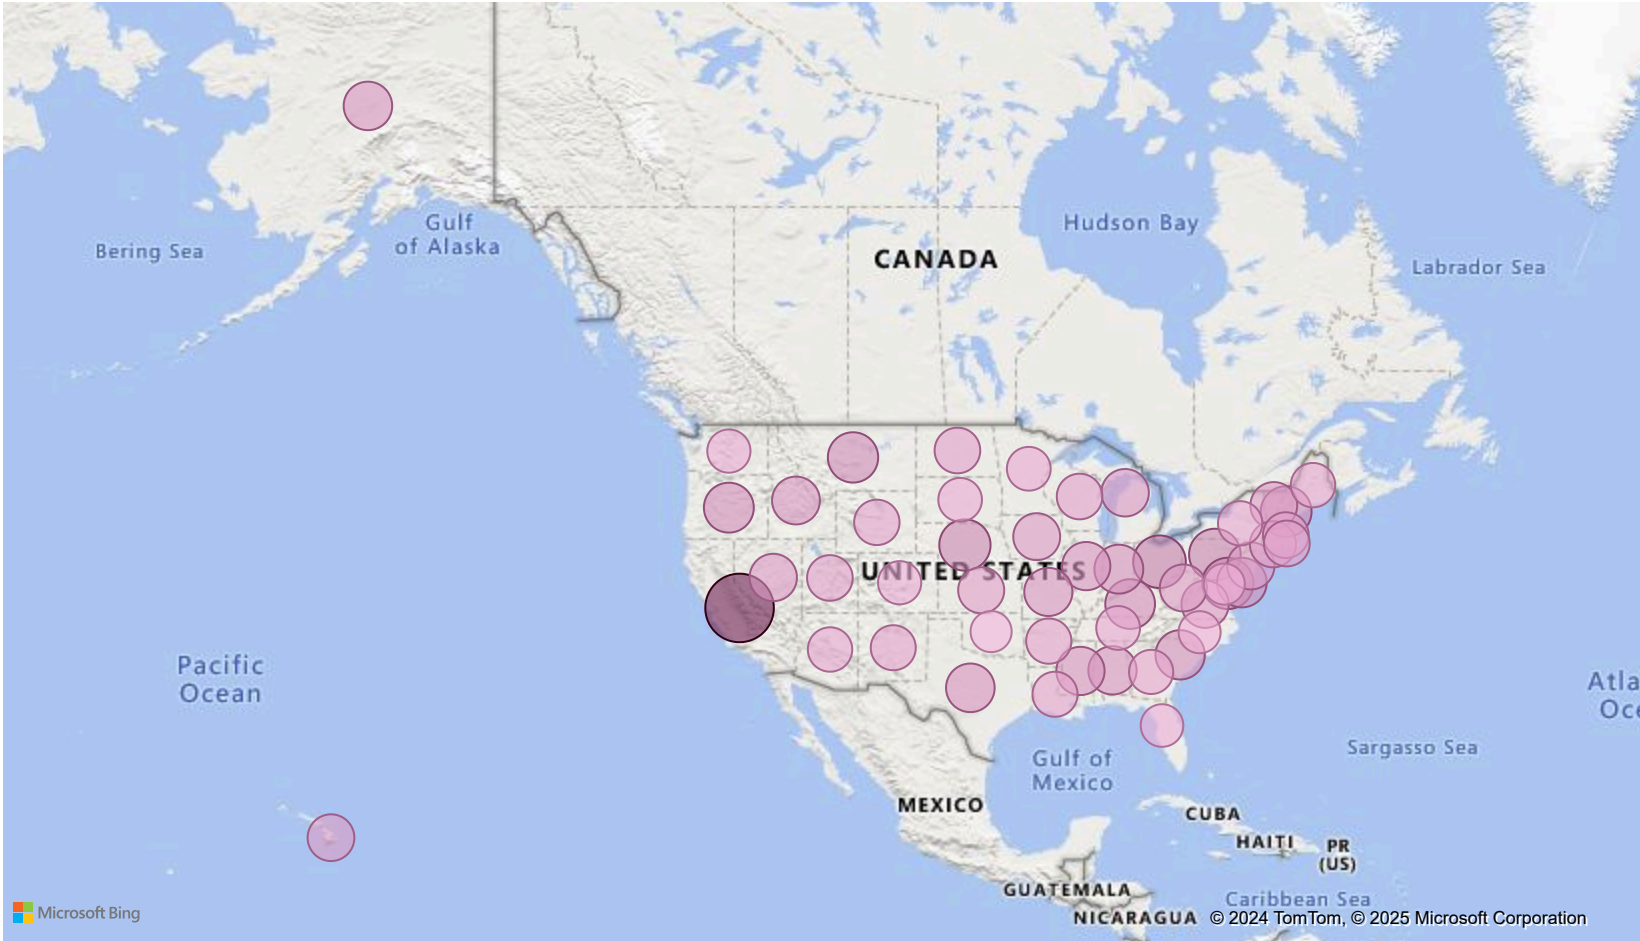 Gulf
of Alaska
Bering Sea
Hudson Bay
CANADA
Labrador Sea
UNITED STATES
Pacific
Ocean
Atla
Oce
Sargasso Sea
Gulf of
Mexico
MEXICO
CUBA
HAITI
PR
(US)
GUATEMALA
Caribbean Sea
NICARAGUA
Microsoft Bing
© 2024 TomTom, © 2025 Microsoft Corporation